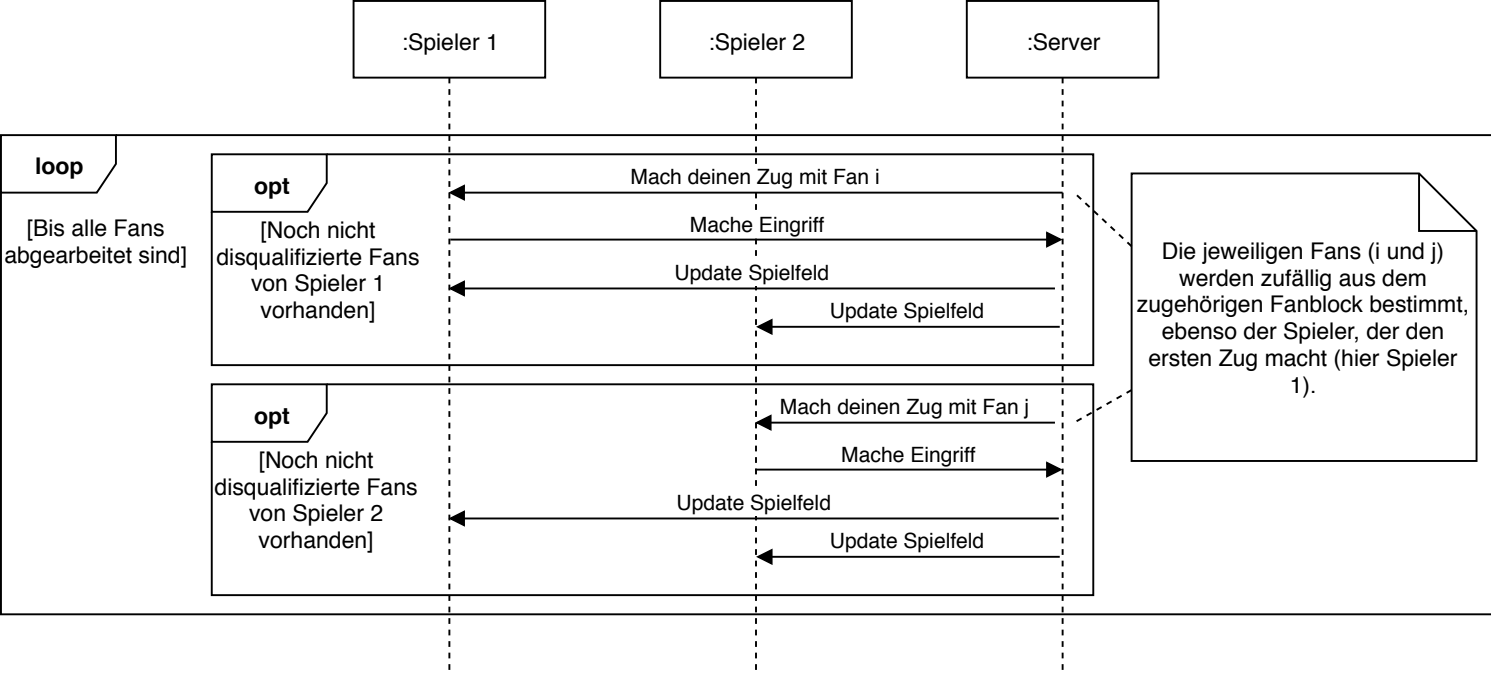 :Spieler 1
:Spieler 2
:Server
loop
[Bis alle Fans
abgearbeitet sind]
opt
[Noch nicht
disqualifizierte Fans
von Spieler 1
vorhanden]
Mach deinen Zug mit Fan i
Mache Eingriff
Update Spielfeld
Update Spielfeld
Die jeweiligen Fans (i und j)
werden zufällig aus dem
zugehörigen Fanblock bestimmt,
ebenso der Spieler, der den
ersten Zug macht (hier Spieler
1).
opt
[Noch nicht
disqualifizierte Fans
von Spieler 2
vorhanden]
Mach deinen Zug mit Fan j
Mache Eingriff
Update Spielfeld
Update Spielfeld